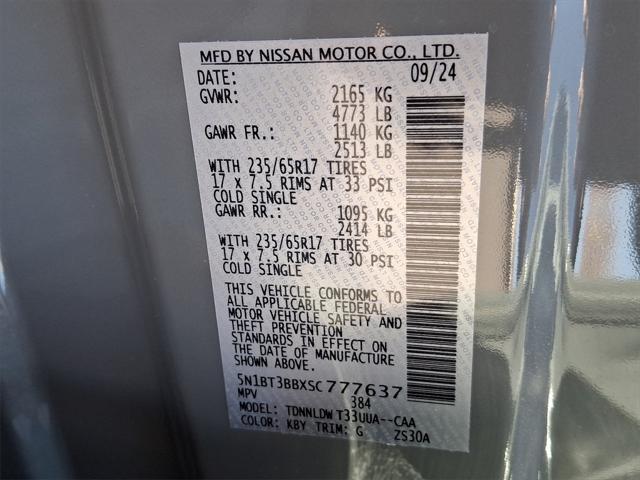 MFD BY NISSAN MOTOR CO., LTD.
DATE: 09/24
GVWR: 2165 KG
4773 LB
GAWR FR.: 1140 KG
2513 LB
WITH 235/65R17 TIRES
17 x 7.5 RIMS AT 33 PSI
COLD SINGLE
GAWR RR.: 1095 KG
2414 LB
WITH 235/65R17 TIRES
17 x 7.5 RIMS AT 30 PSI
COLD SINGLE
THIS VEHICLE CONFORMS TO
ALL APPLICABLE FEDERAL
MOTOR VEHICLE SAFETY AND
THEFT PREVENTION
STANDARDS IN EFFECT ON
THE DATE OF MANUFACTURE
SHOWN ABOVE.
5N1BT3BBXSC777637
MPV 384
MODEL: TDNNLDW T33UUA--CAA
COLOR: KBY TRIM: G ZS30A